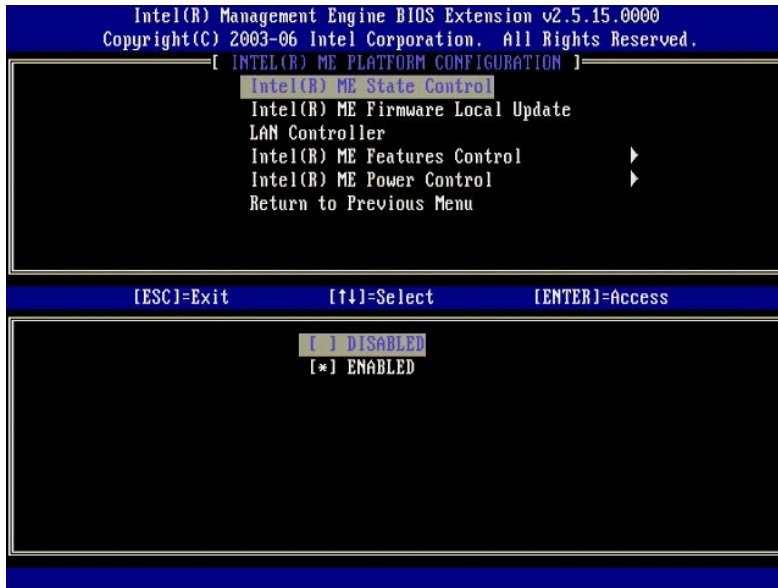 Intel(R) Management Engine BIOS Extension v2.5.15.0000
Copyright(C) 2003-06 Intel Corporation. All Rights Reserved.
[ INTEL(R) ME PLATFORM CONFIGURATION ]
Intel(R) ME State Control
Intel(R) ME Firmware Local Update
LAN Controller
Intel(R) ME Features Control ►
Intel(R) ME Power Control ►
Return to Previous Menu
[ESC]=Exit [↑↓]=Select [ENTER]=Access
[ ] DISABLED
[*] ENABLED